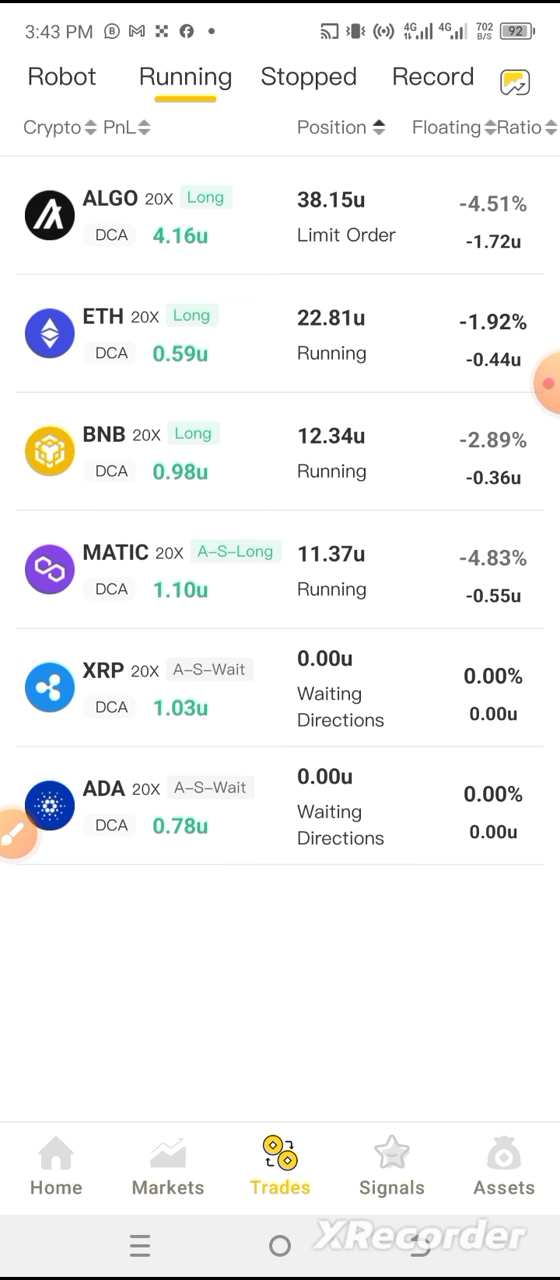 3:43 PM 4G 4G 702 B/S 92
Robot Running Stopped Record
Crypto PnL Position Floating Ratio
ALGO 20X Long 38.15u -4.51%
DCA 4.16u Limit Order -1.72u
ETH 20X Long 22.81u -1.92%
DCA 0.59u Running -0.44u
BNB 20X Long 12.34u -2.89%
DCA 0.98u Running -0.36u
MATIC 20X A-S-Long 11.37u -4.83%
DCA 1.10u Running -0.55u
XRP 20X A-S-Wait 0.00u 0.00%
DCA 1.03u Waiting 0.00u
Directions
ADA 20X A-S-Wait 0.00u 0.00%
DCA 0.78u Waiting 0.00u
Directions
Home Markets Trades Signals Assets
XRecorder